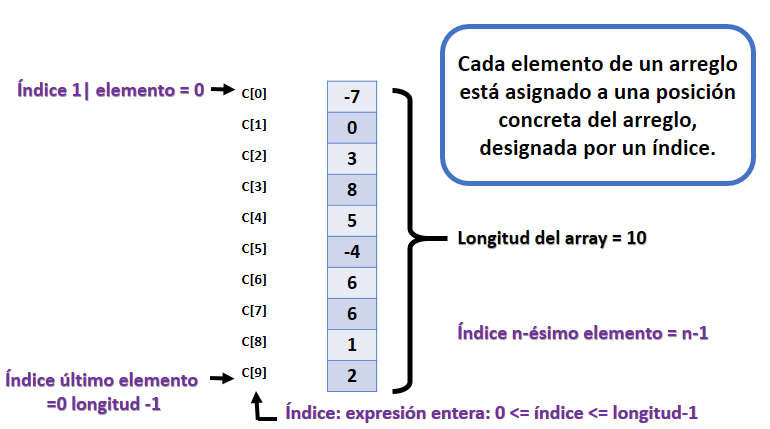 Cada elemento de un arreglo
está asignado a una posición
concreta del arreglo,
designada por un índice.
Índice 1| elemento = 0
C[0] -7
C[1] 0
C[2] 3
C[3] 8
C[4] 5
C[5] -4
C[6] 6
C[7] 6
C[8] 1
C[9] 2
Longitud del array = 10
Índice n-ésimo elemento = n-1
Índice último elemento
=0 longitud -1
Índice: expresión entera: 0 <= índice <= longitud-1